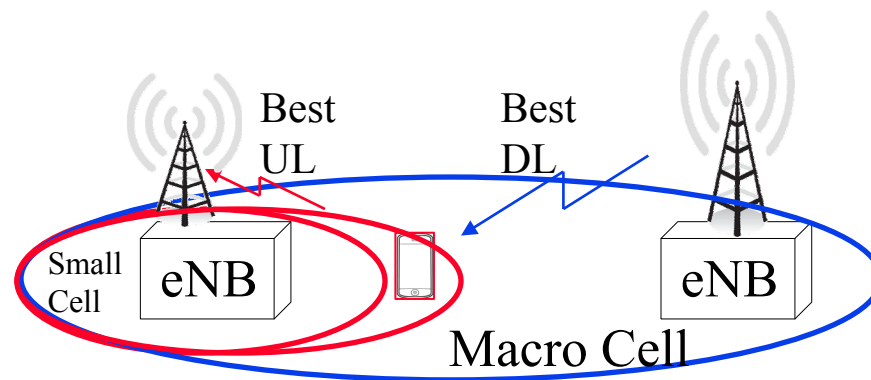 Best
UL
Best
DL
Small
Cell
eNB
eNB
Macro Cell